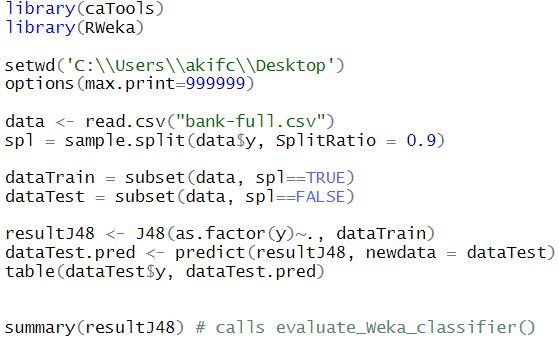 library(caTools)
library(RWeka)
setwd('C:\\Users\\akifc\\Desktop')
options(max.print=999999)
data <- read.csv("bank-full.csv")
spl = sample.split(data$y, SplitRatio = 0.9)
dataTrain = subset(data, spl==TRUE)
dataTest = subset(data, spl==FALSE)
resultJ48 <- J48(as.factor(y)~., dataTrain)
dataTest.pred <- predict(resultJ48, newdata = dataTest)
table(dataTest$y, dataTest.pred)
summary(resultJ48) # calls evaluate_Weka_classifier()